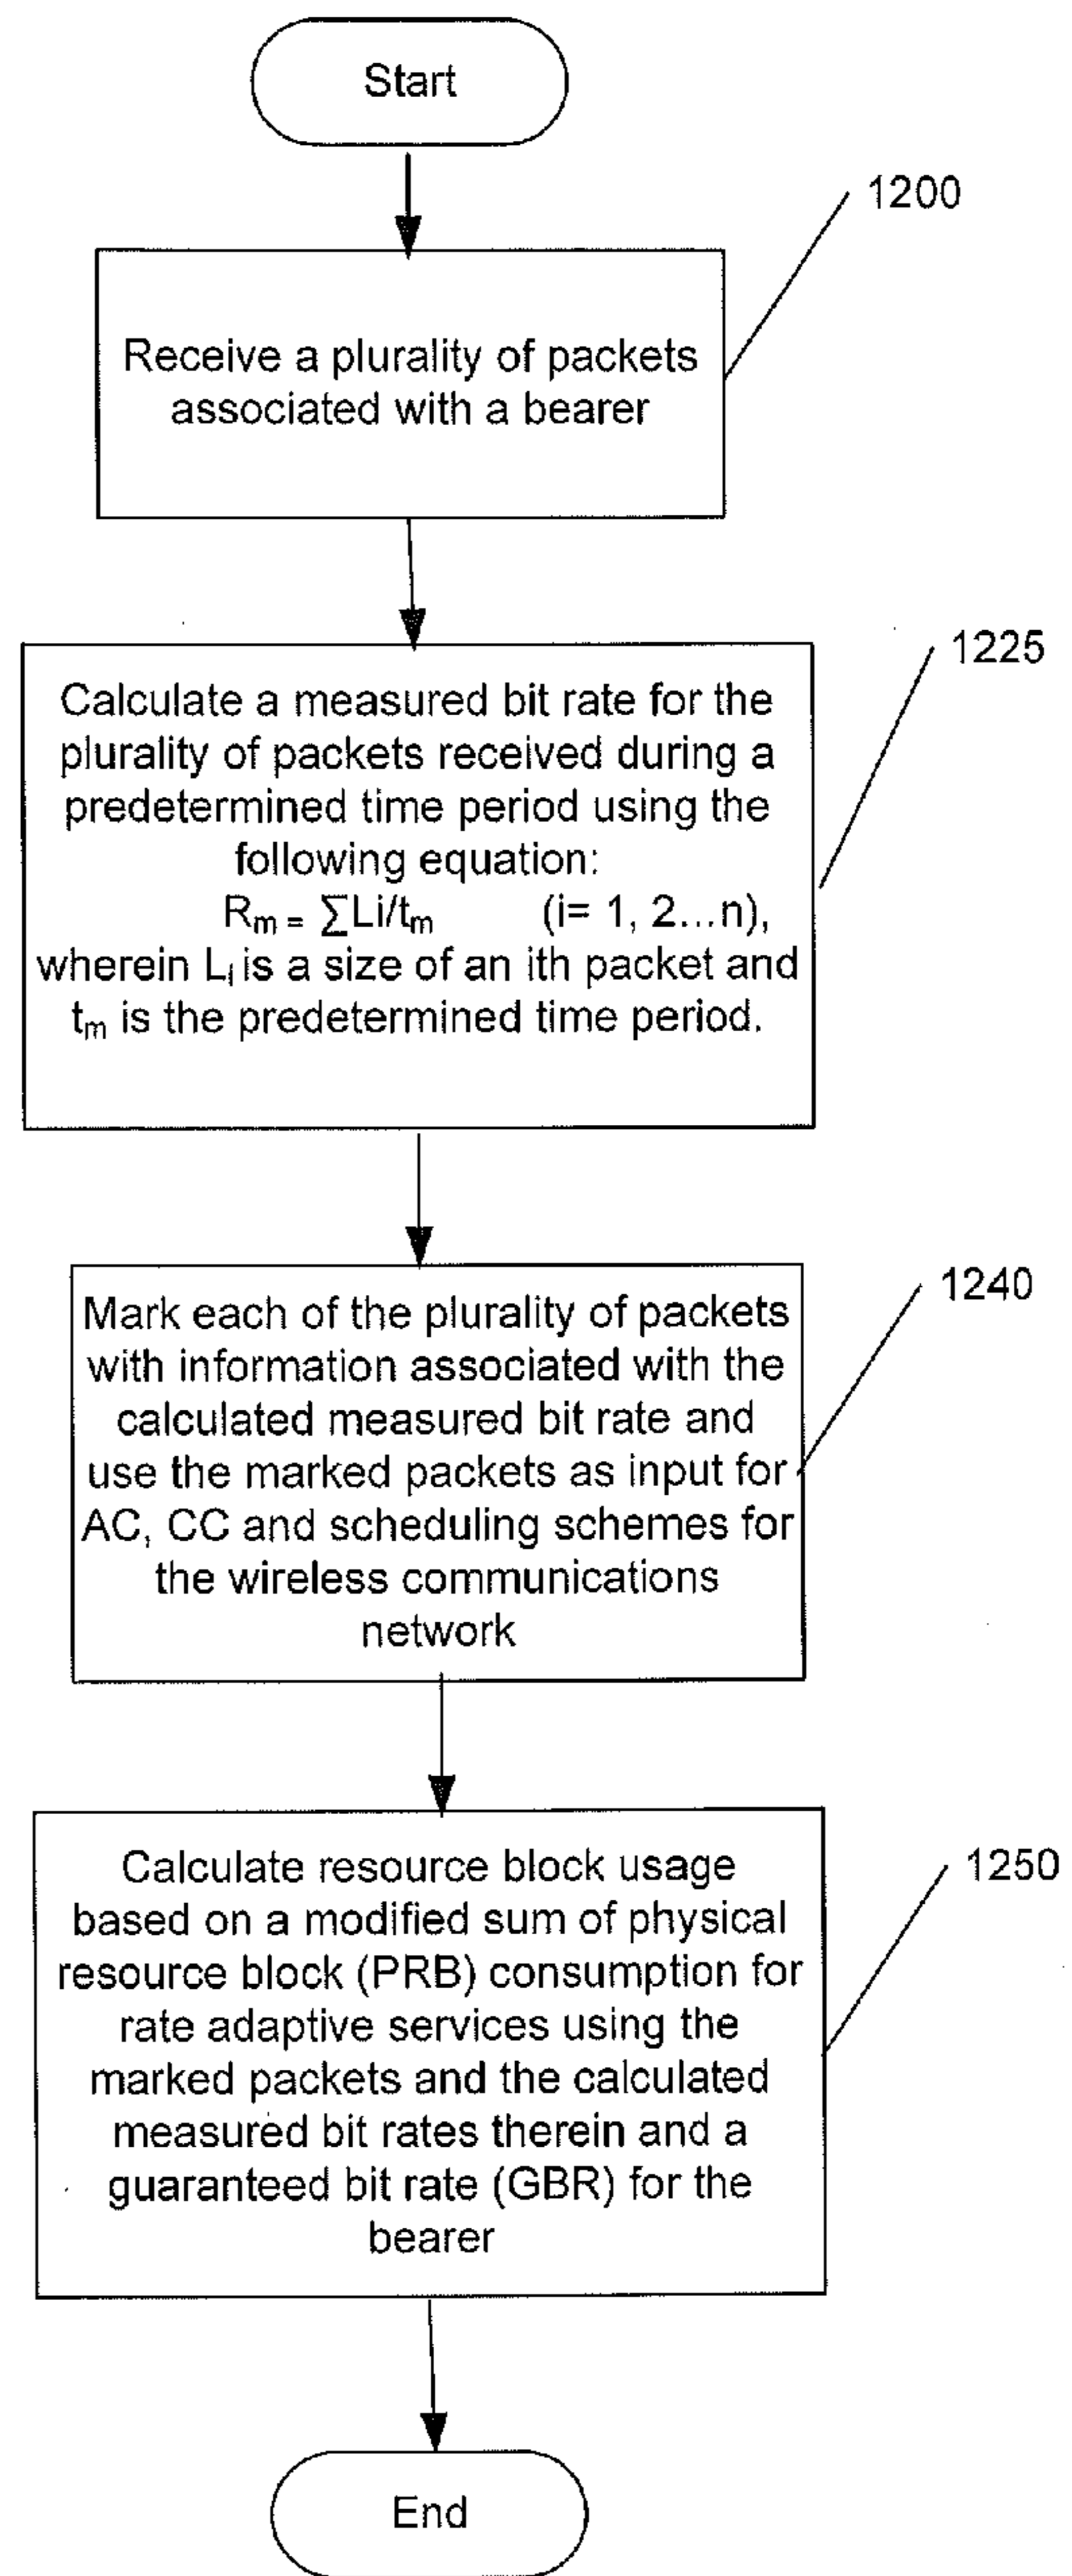 Start
1200
Receive a plurality of packets
associated with a bearer
1225
Calculate a measured bit rate for the
plurality of packets received during a
predetermined time period using the
following equation:
Rm = ∑Li/tm (i= 1, 2...n),
wherein Li is a size of an ith packet and
tm is the predetermined time period.
1240
Mark each of the plurality of packets
with information associated with the
calculated measured bit rate and
use the marked packets as input for
AC, CC and scheduling schemes for
the wireless communications
network
1250
Calculate resource block usage
based on a modified sum of physical
resource block (PRB) consumption for
rate adaptive services using the
marked packets and the calculated
measured bit rates therein and a
guaranteed bit rate (GBR) for the
bearer
End